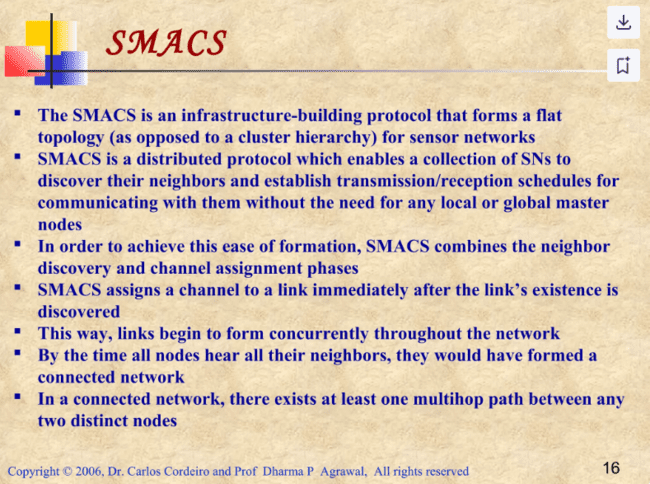 SMACS
▪ The SMACS is an infrastructure-building protocol that forms a flat
topology (as opposed to a cluster hierarchy) for sensor networks
▪ SMACS is a distributed protocol which enables a collection of SNs to
discover their neighbors and establish transmission/reception schedules for
communicating with them without the need for any local or global master
nodes
▪ In order to achieve this ease of formation, SMACS combines the neighbor
discovery and channel assignment phases
▪ SMACS assigns a channel to a link immediately after the link’s existence is
discovered
▪ This way, links begin to form concurrently throughout the network
▪ By the time all nodes hear all their neighbors, they would have formed a
connected network
▪ In a connected network, there exists at least one multihop path between any
two distinct nodes
Copyright © 2006, Dr. Carlos Cordeiro and Prof Dharma P Agrawal, All rights reserved
16